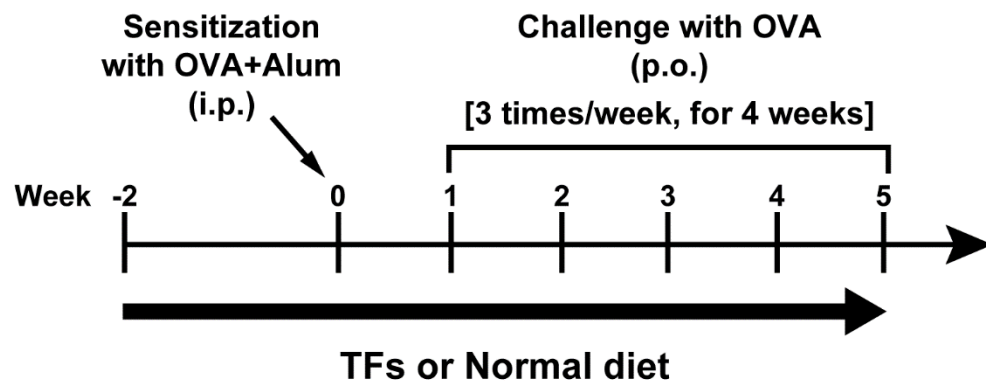 Sensitization
with OVA+Alum
(i.p.)
Challenge with OVA
(p.o.)
[3 times/week, for 4 weeks]
Week -2 0 1 2 3 4 5
TFs or Normal diet